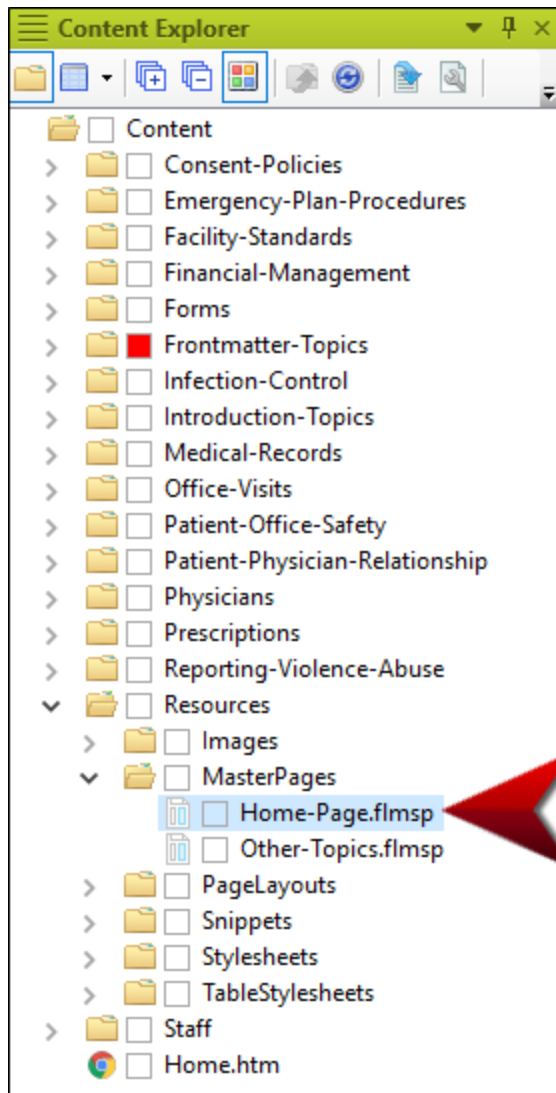 Content Explorer
Content
Consent-Policies
Emergency-Plan-Procedures
Facility-Standards
Financial-Management
Forms
Frontmatter-Topics
Infection-Control
Introduction-Topics
Medical-Records
Office-Visits
Patient-Office-Safety
Patient-Physician-Relationship
Physicians
Prescriptions
Reporting-Violence-Abuse
Resources
Images
MasterPages
Home-Page.flmsp
Other-Topics.flmsp
PageLayouts
Snippets
Stylesheets
TableStylesheets
Staff
Home.htm